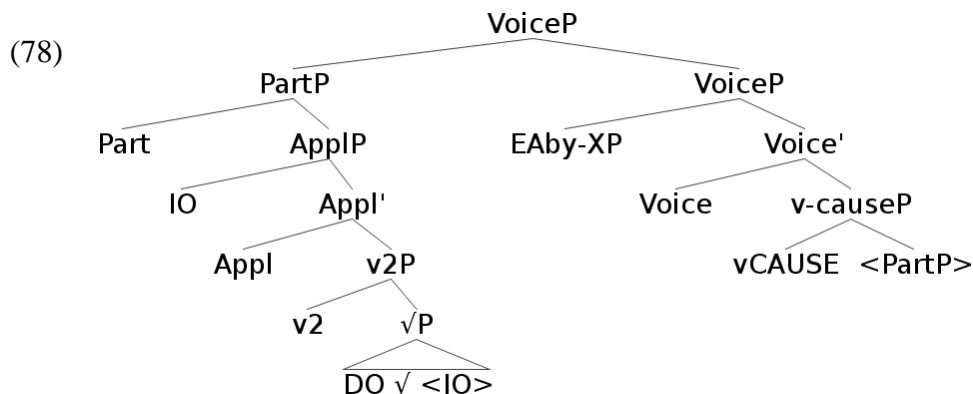 VoiceP
(78)
PartP VoiceP
Part ApplP EAby-XP Voice'
IO Appl' Voice v-causeP
Appl v2P vCAUSE <PartP>
v2 √P
DO √ <IO>